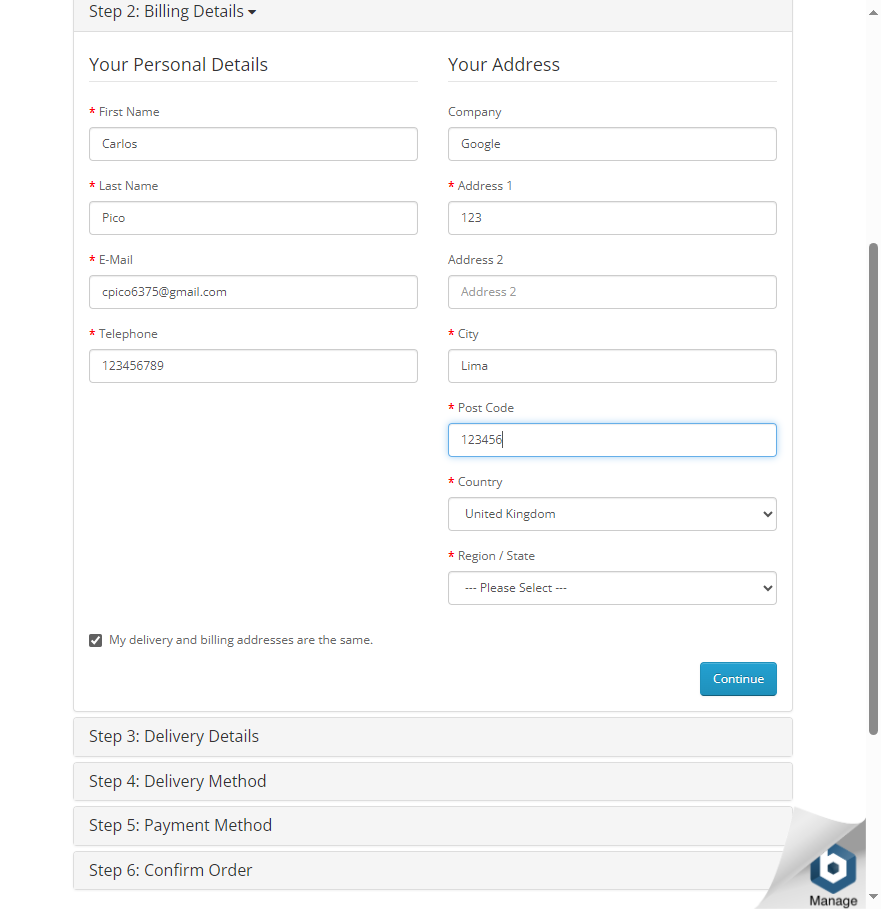 Step 2: Billing Details
Your Personal Details
* First Name
Carlos
* Last Name
Pico
* E-Mail
cpico6375@gmail.com
* Telephone
123456789
Your Address
Company
Google
* Address 1
123
Address 2
Address 2
* City
Lima
* Post Code
123456
* Country
United Kingdom
* Region / State
--- Please Select ---
My delivery and billing addresses are the same.
Continue
Step 3: Delivery Details
Step 4: Delivery Method
Step 5: Payment Method
Step 6: Confirm Order
b
Manage